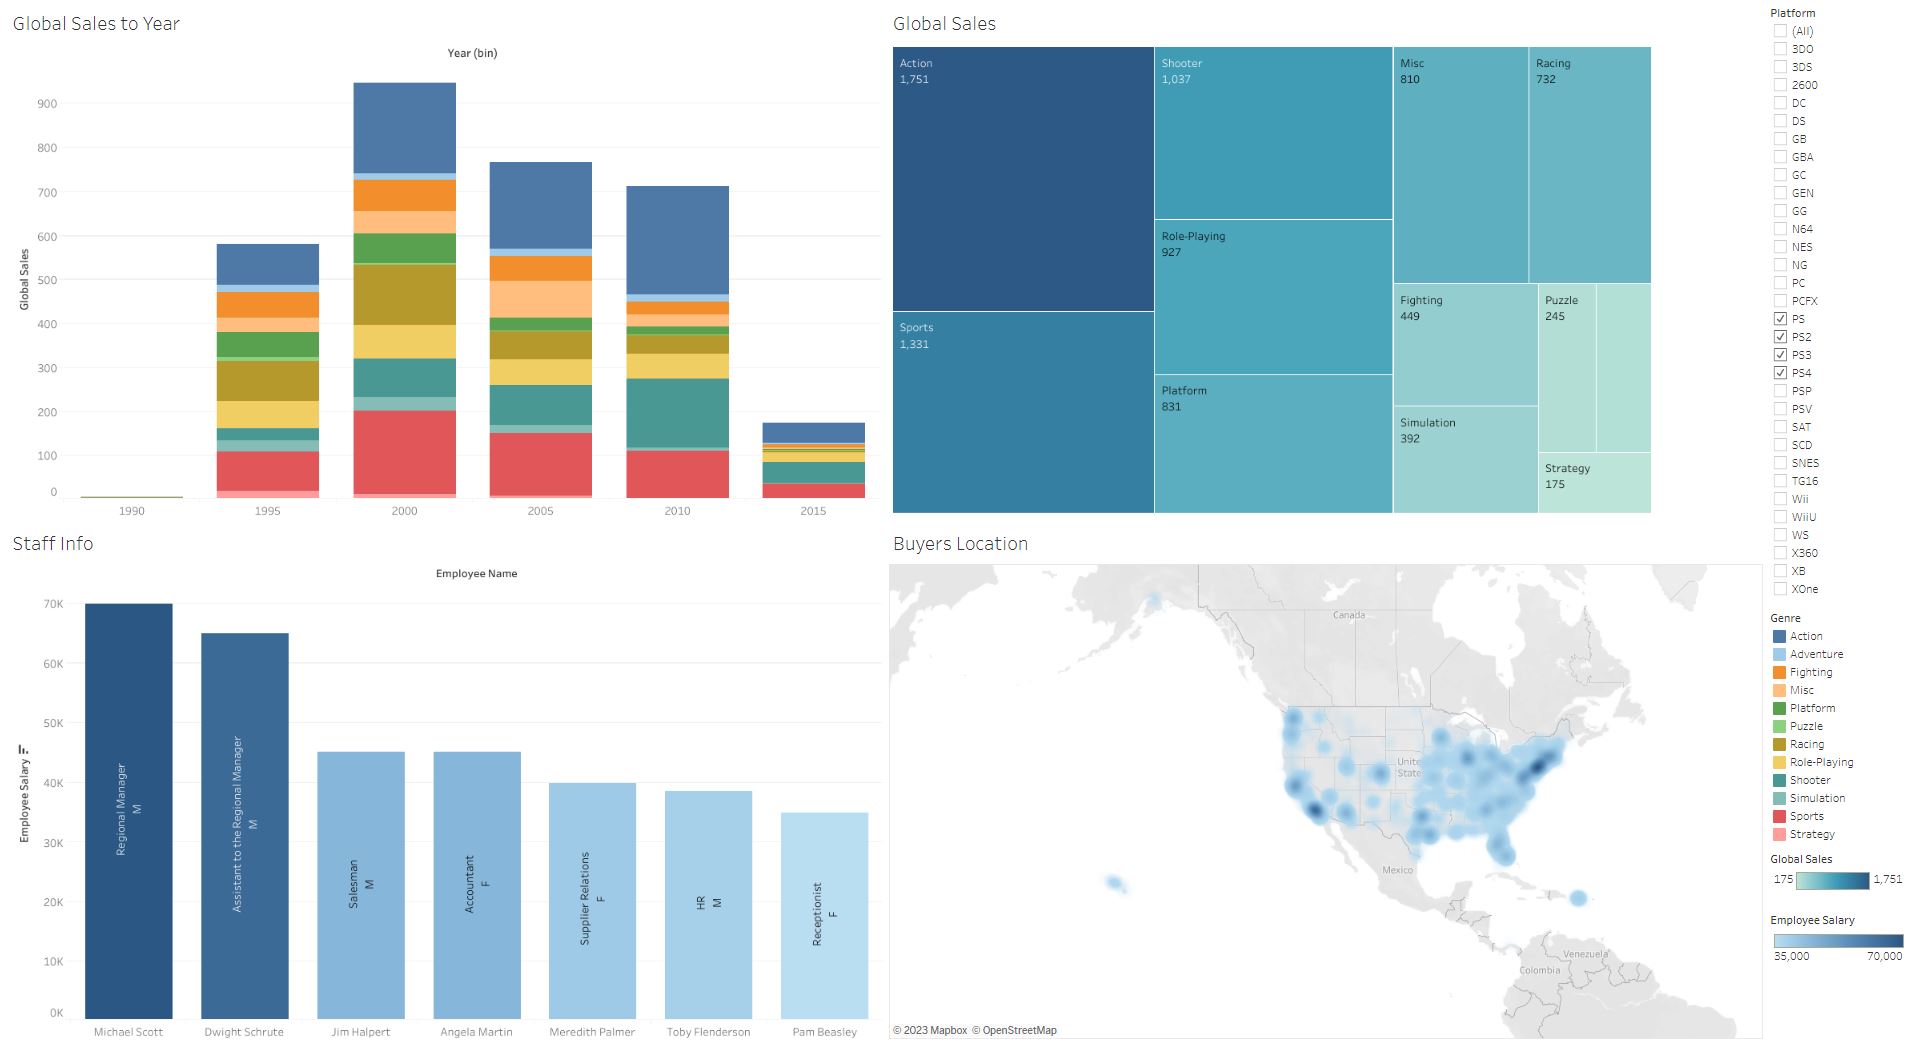 Global Sales to Year
Year (bin)
Global Sales
900
800
700
600
500
400
300
200
100
0
1990
1995
2000
2005
2010
2015
Global Sales
Action
1,751
Sports
1,331
Shooter
1,037
Role-Playing
927
Platform
831
Misc
810
Racing
732
Fighting
449
Simulation
392
Puzzle
245
Strategy
175
Staff Info
Employee Name
Employee Salary
70K
60K
50K
40K
30K
20K
10K
0K
Regional Manager
M
Assistant to the Regional Manager
M
Salesman
M
Accountant
F
Supplier Relations
F
HR
M
Receptionist
F
Michael Scott
Dwight Schrute
Jim Halpert
Angela Martin
Meredith Palmer
Toby Flenderson
Pam Beasley
Buyers Location
Canada
United
States
Mexico
Venezuela
Colombia
© 2023 Mapbox © OpenStreetMap
Platform
(All)
3DO
3DS
2600
DC
DS
GB
GBA
GC
GEN
GG
N64
NES
NG
PC
PCFX
PS
PS2
PS3
PS4
PSP
PSV
SAT
SCD
SNES
TG16
Wii
WiiU
WS
X360
XB
XOne
Genre
Action
Adventure
Fighting
Misc
Platform
Puzzle
Racing
Role-Playing
Shooter
Simulation
Sports
Strategy
Global Sales
175 1,751
Employee Salary
35,000 70,000